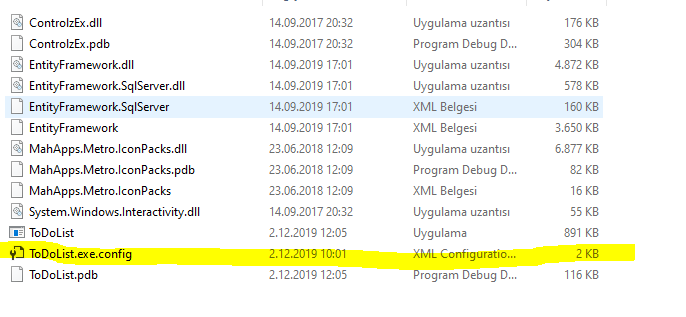 ControlzEx.dll 14.09.2017 20:32 Uygulama uzantısı 176 KB
ControlzEx.pdb 14.09.2017 20:32 Program Debug D... 304 KB
EntityFramework.dll 14.09.2019 17:01 Uygulama uzantısı 4.872 KB
EntityFramework.SqlServer.dll 14.09.2019 17:01 Uygulama uzantısı 578 KB
EntityFramework.SqlServer 14.09.2019 17:01 XML Belgesi 160 KB
EntityFramework 14.09.2019 17:01 XML Belgesi 3.650 KB
MahApps.Metro.IconPacks.dll 23.06.2018 12:09 Uygulama uzantısı 6.877 KB
MahApps.Metro.IconPacks.pdb 23.06.2018 12:09 Program Debug D... 82 KB
MahApps.Metro.IconPacks 23.06.2018 12:09 XML Belgesi 16 KB
System.Windows.Interactivity.dll 14.09.2017 20:32 Uygulama uzantısı 55 KB
ToDoList 2.12.2019 12:05 Uygulama 891 KB
ToDoList.exe.config 2.12.2019 10:01 XML Configuratio... 2 KB
ToDoList.pdb 2.12.2019 12:05 Program Debug D... 116 KB